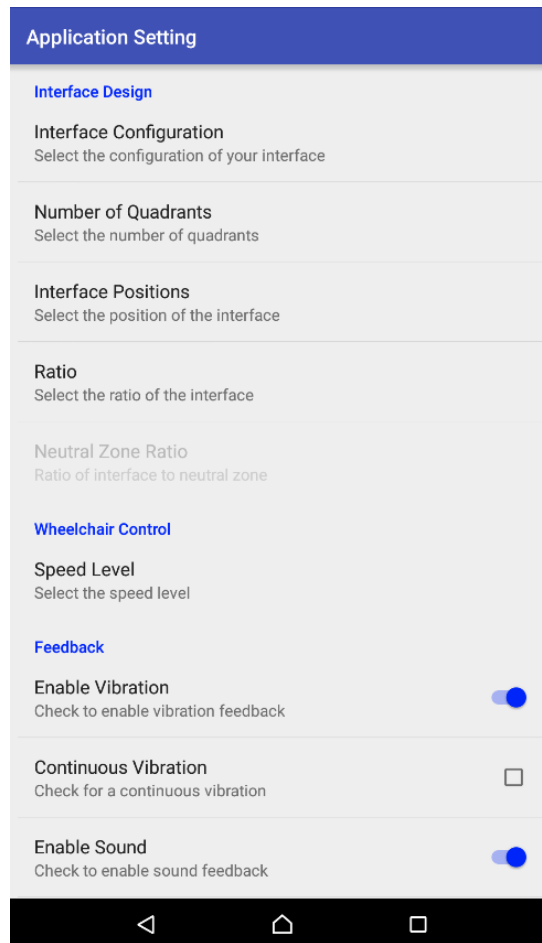 Application Setting
Interface Design
Interface Configuration
Select the configuration of your interface
Number of Quadrants
Select the number of quadrants
Interface Positions
Select the position of the interface
Ratio
Select the ratio of the interface
Neutral Zone Ratio
Ratio of interface to neutral zone
Wheelchair Control
Speed Level
Select the speed level
Feedback
Enable Vibration
Check to enable vibration feedback
Continuous Vibration
Check for a continuous vibration
Enable Sound
Check to enable sound feedback